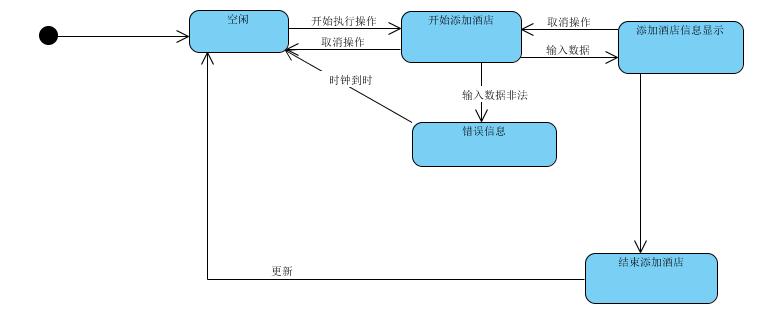 空闲
开始执行操作
取消操作
开始添加酒店
取消操作
输入数据
添加酒店信息显示
时钟到时
输入数据非法
错误信息
结束添加酒店
更新